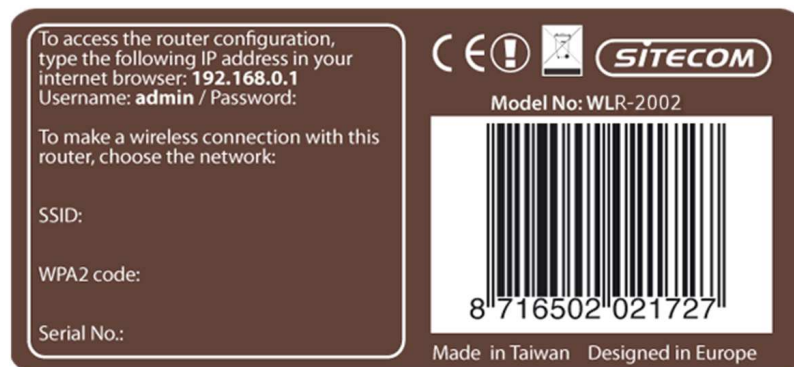 To access the router configuration,
type the following IP address in your
internet browser: 192.168.0.1
Username: admin / Password:
To make a wireless connection with this
router, choose the network:
SSID:
WPA2 code:
Serial No.:
CE
SITECOM
Model No: WLR-2002
8 716502 021727
Made in Taiwan Designed in Europe